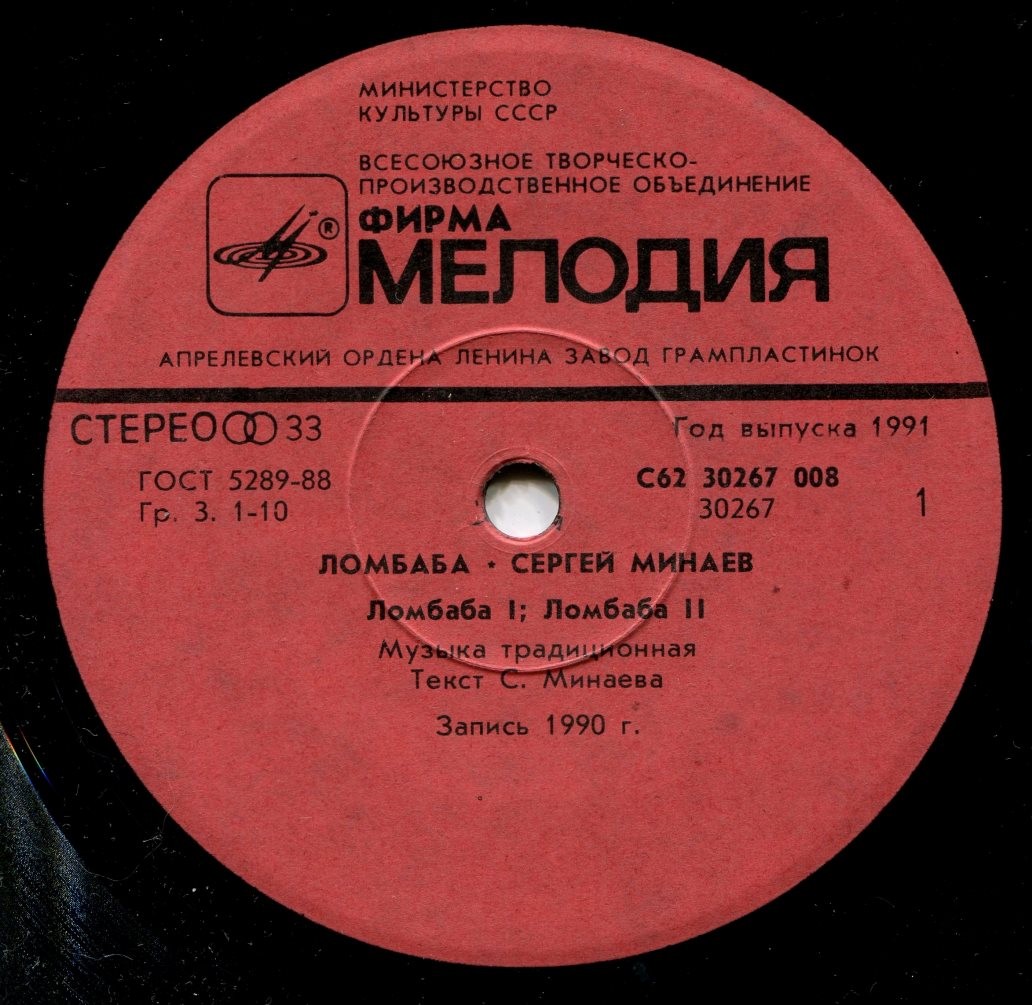 МИНИСТЕРСТВО
КУЛЬТУРЫ СССР
ВСЕСОЮЗНОЕ ТВОРЧЕСКО-
ПРОИЗВОДСТВЕННОЕ ОБЪЕДИНЕНИЕ
ФИРМА
® МЕЛОДИЯ
АПРЕЛЕВСКИЙ ОРДЕНА ЛЕНИНА ЗАВОД ГРАМПЛАСТИНОК
СТЕРЕО 33 Год выпуска 1991
ГОСТ 5289-88 С62 30267 008
Гр. 3. 1-10 30267 1
ЛОМБАБА · СЕРГЕЙ МИНАЕВ
Ломбаба I; Ломбаба II
Музыка традиционная
Текст С. Минаева
Запись 1990 г.